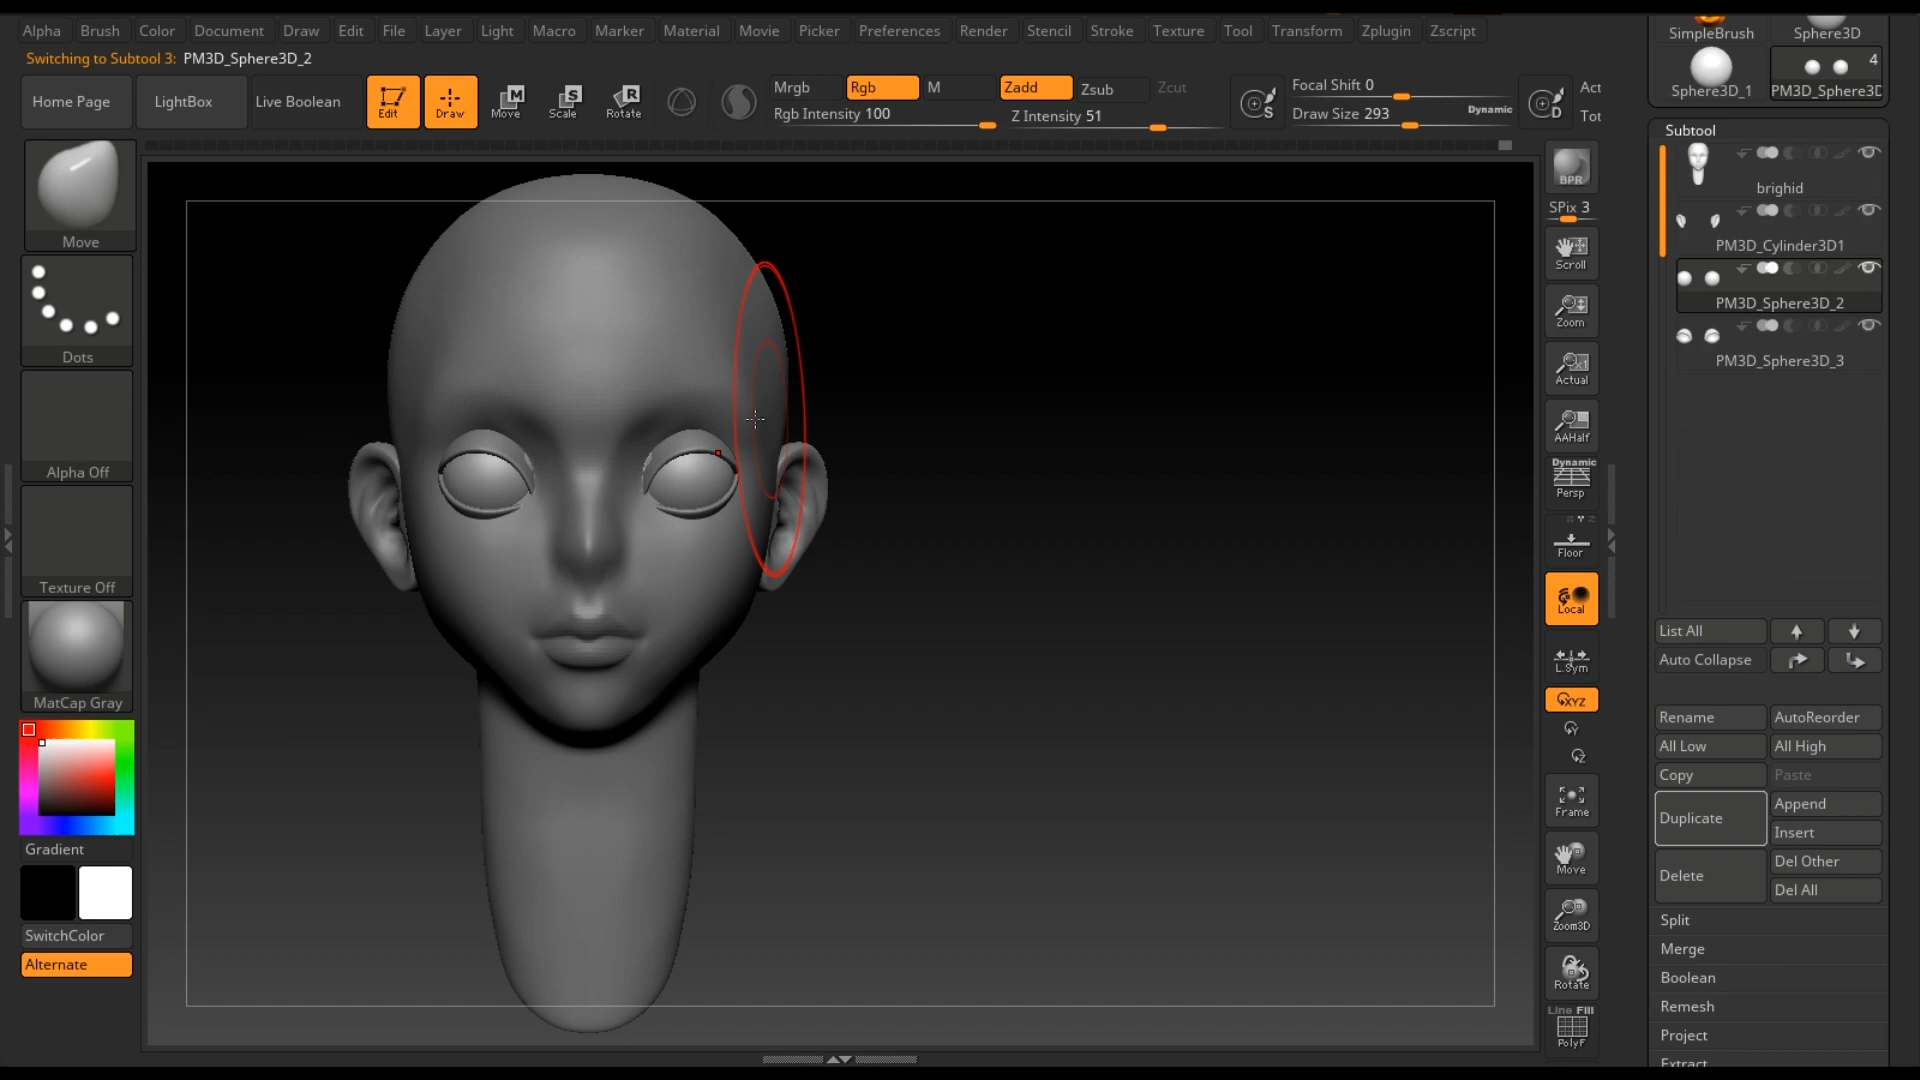 Alpha Brush Color Document Draw Edit File Layer Light Macro Marker Material Movie Picker Preferences Render Stencil Stroke Texture Tool Transform Zplugin Zscript
Switching to Subtool 3: PM3D_Sphere3D_2
Home Page
LightBox
Live Boolean
Edit
Draw
M
Move
S
Scale
R
Rotate
Mrgb Rgb M Zadd Zsub Zcut
Rgb Intensity 100
Z Intensity 51
S
Focal Shift 0
Draw Size 293
Dynamic
D
Act
Tot
SimpleBrush
Sphere3D
Sphere3D_1
4
PM3D_Sphere3D
Move
Dots
Alpha Off
Texture Off
MatCap Gray
Gradient
SwitchColor
Alternate
BPR
SPix 3
Scroll
Zoom
Actual
AAHalf
Dynamic
Persp
Floor
Local
L.Sym
XYZ
Y
Z
Frame
Move
Zoom3D
Rotate
Line Fill
PolyF
Subtool
brighid
PM3D_Cylinder3D1
PM3D_Sphere3D_2
PM3D_Sphere3D_3
List All
Auto Collapse
Rename AutoReorder
All Low All High
Copy Paste
Duplicate Append
Insert
Delete Del Other
Del All
Split
Merge
Boolean
Remesh
Project
Extract